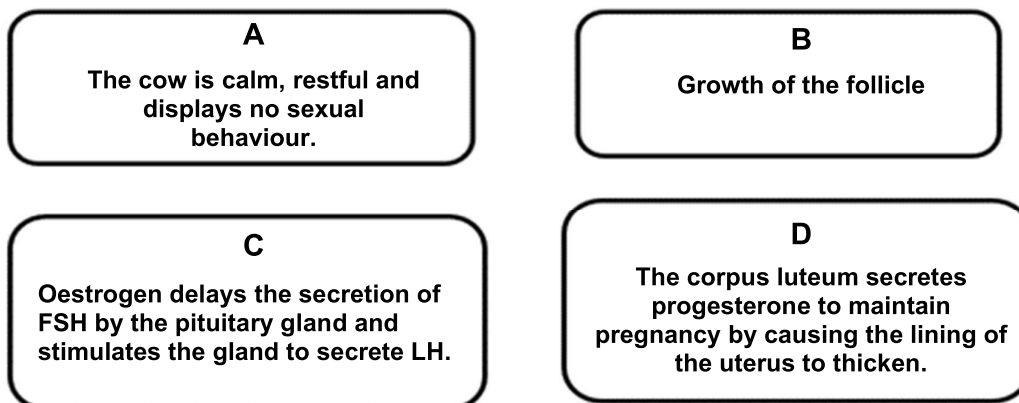 A
The cow is calm, restful and
displays no sexual
behaviour.
B
Growth of the follicle
C
Oestrogen delays the secretion of
FSH by the pituitary gland and
stimulates the gland to secrete LH.
D
The corpus luteum secretes
progesterone to maintain
pregnancy by causing the lining of
the uterus to thicken.